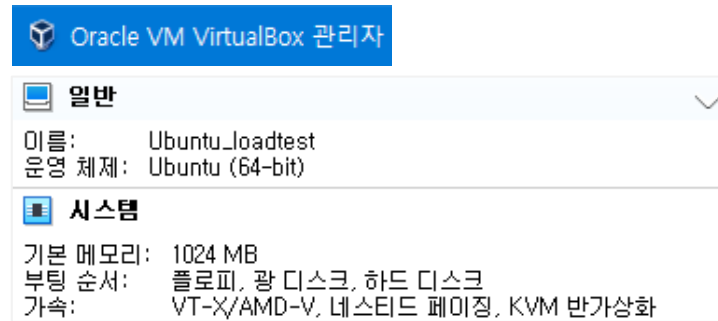 Oracle VM VirtualBox 관리자
일반
이름: Ubuntu_loadtest
운영 체제: Ubuntu (64-bit)
시스템
기본 메모리: 1024 MB
부팅 순서: 플로피, 광 디스크, 하드 디스크
가속: VT-X/AMD-V, 네스티드 페이징, KVM 반가상화